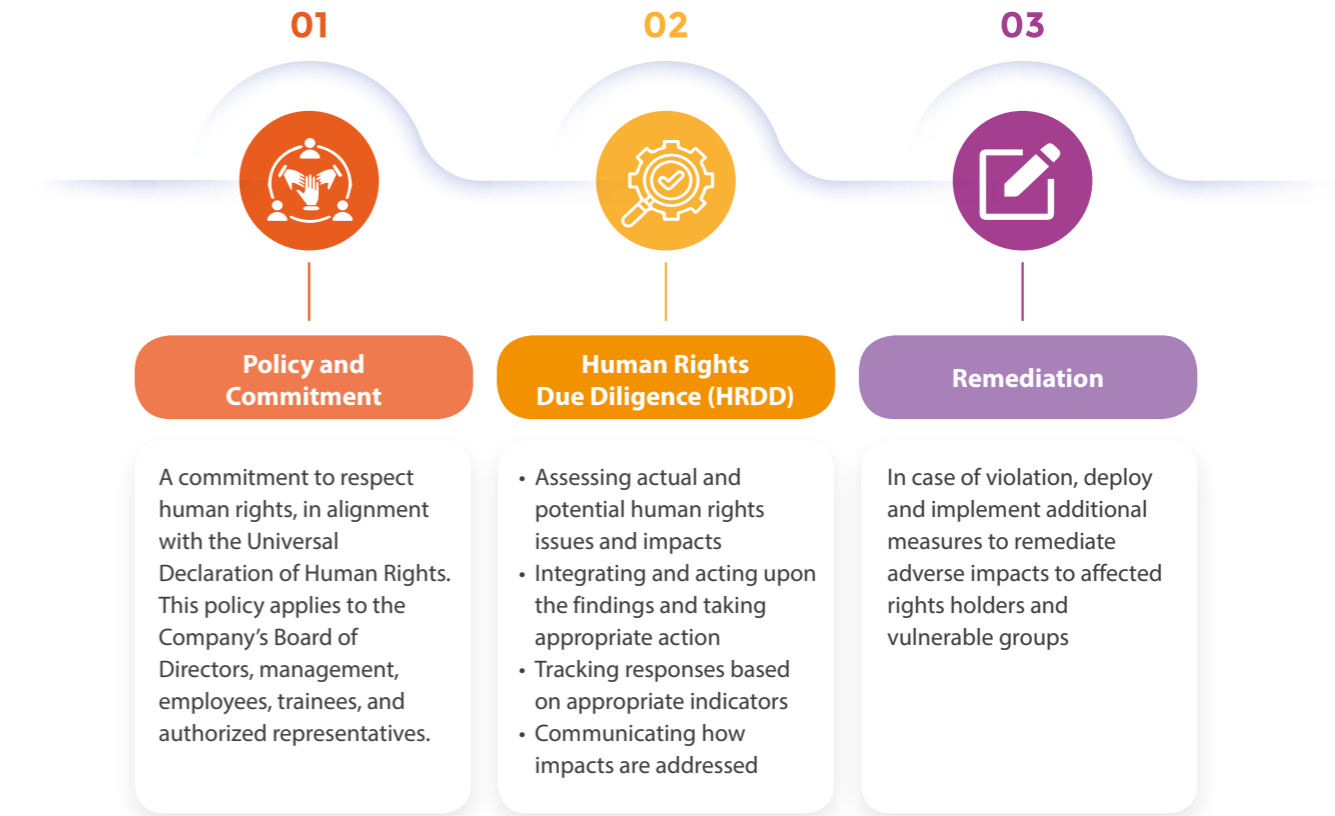 01
02
03
Policy and
Commitment
Human Rights
Due Diligence (HRDD)
Remediation
A commitment to respect
human rights, in alignment
with the Universal
Declaration of Human Rights.
This policy applies to the
Company’s Board of
Directors, management,
employees, trainees, and
authorized representatives.
• Assessing actual and
potential human rights
issues and impacts
• Integrating and acting upon
the findings and taking
appropriate action
• Tracking responses based
on appropriate indicators
• Communicating how
impacts are addressed
In case of violation, deploy
and implement additional
measures to remediate
adverse impacts to affected
rights holders and
vulnerable groups